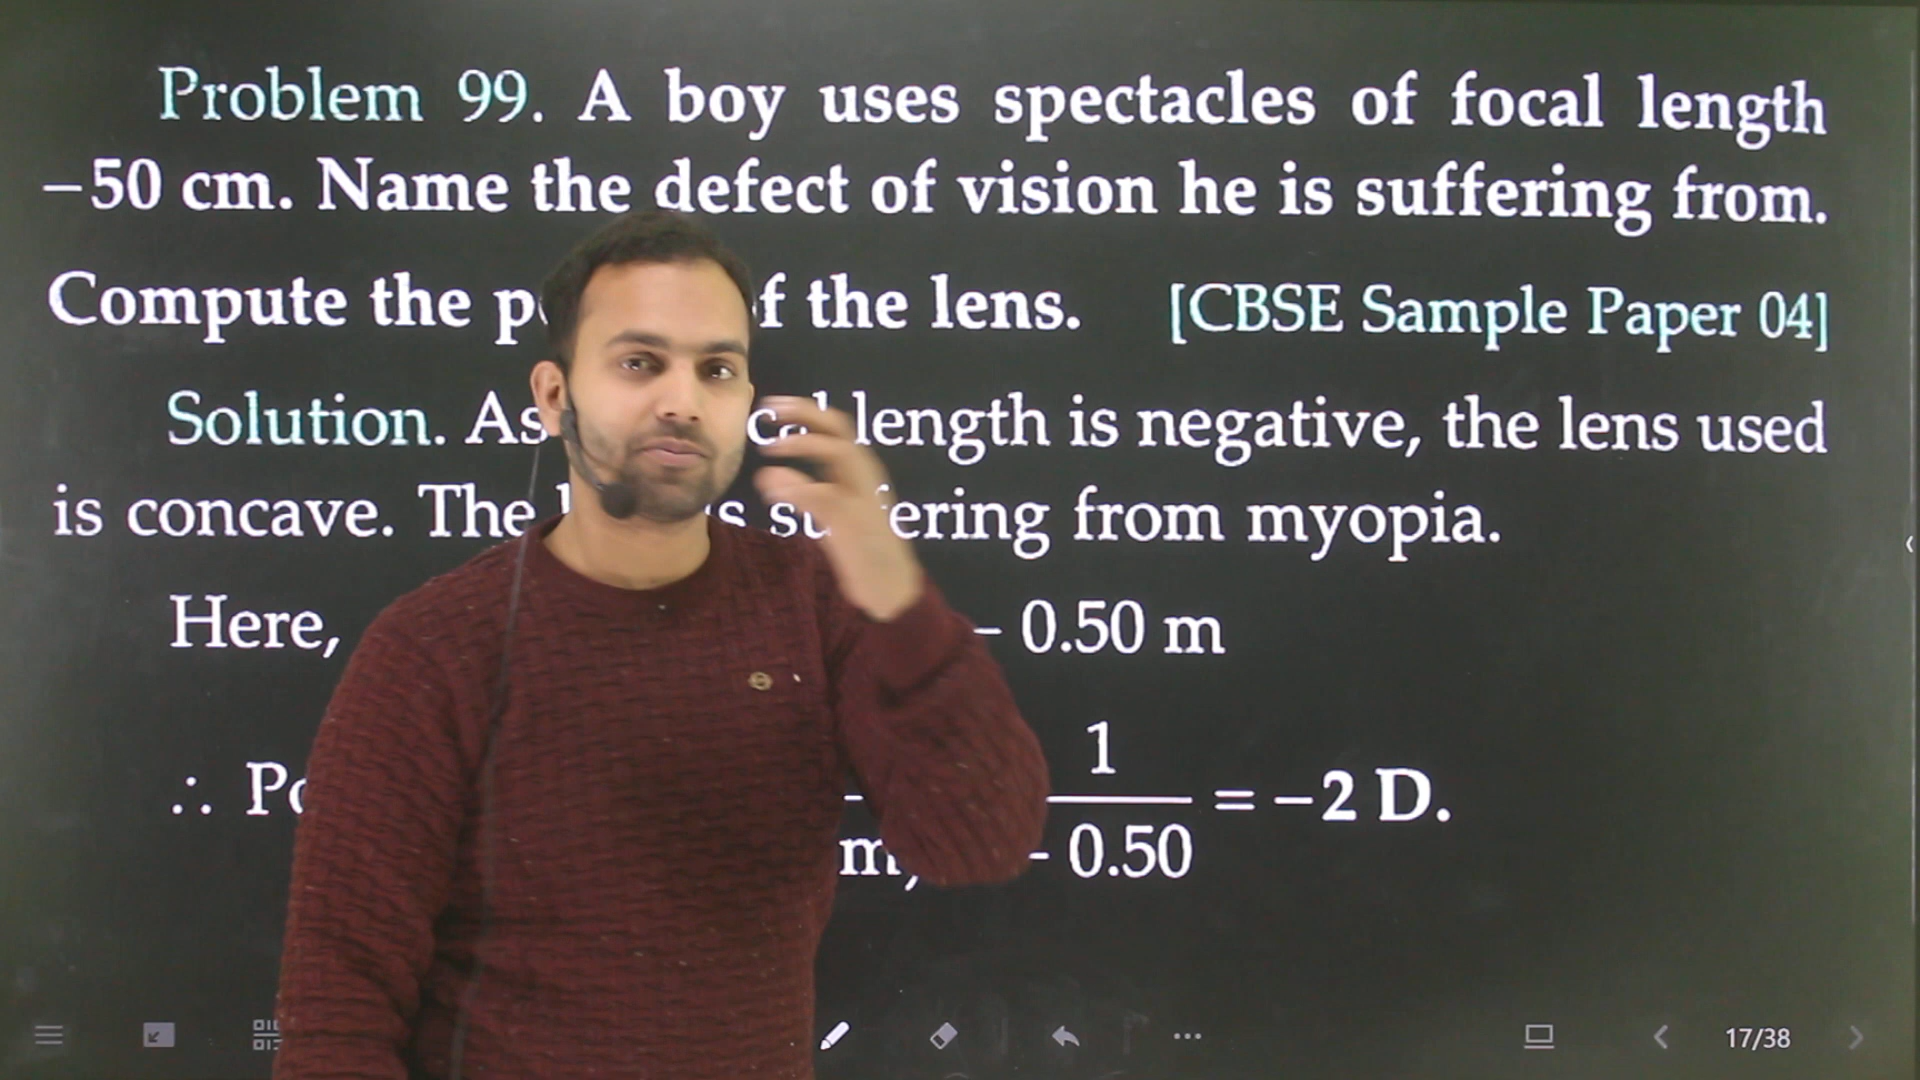 Problem 99. A boy uses spectacles of focal length
−50 cm. Name the defect of vision he is suffering from.
Compute the of the lens. [CBSE Sample Paper 04]
Solution. As length is negative, the lens used
is concave. The suffering from myopia.
Here, – 0.50 m
∴ 1 / – 0.50 = −2 D.
17/38